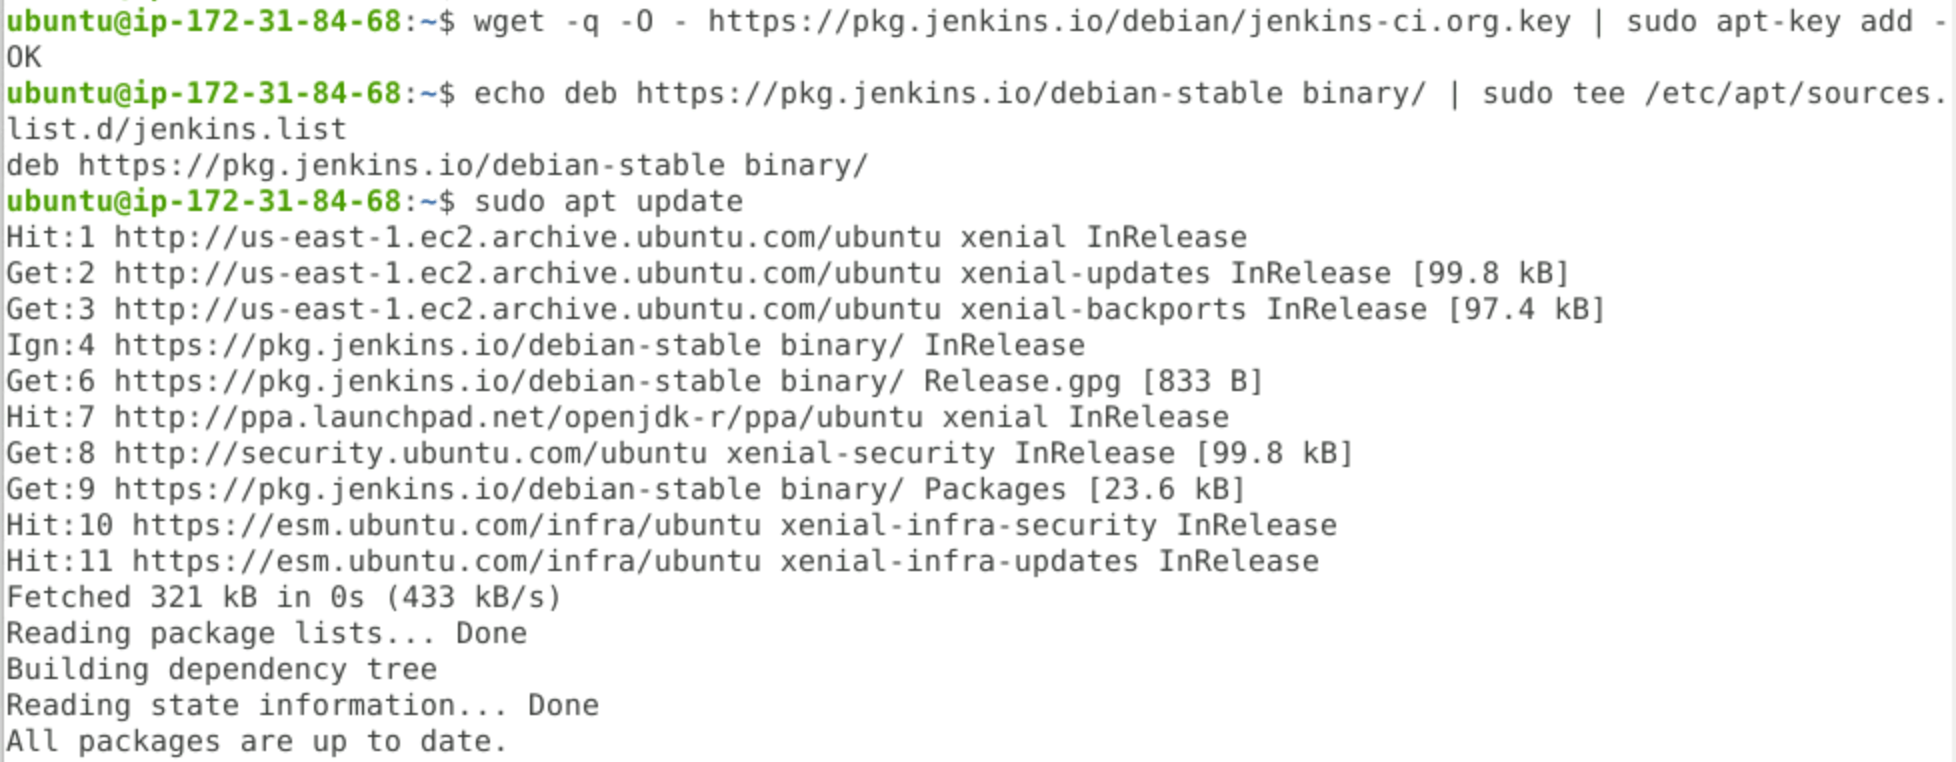 ubuntu@ip-172-31-84-68:~$ wget -q -O - https://pkg.jenkins.io/debian/jenkins-ci.org.key | sudo apt-key add -
OK
ubuntu@ip-172-31-84-68:~$ echo deb https://pkg.jenkins.io/debian-stable binary/ | sudo tee /etc/apt/sources.
list.d/jenkins.list
deb https://pkg.jenkins.io/debian-stable binary/
ubuntu@ip-172-31-84-68:~$ sudo apt update
Hit:1 http://us-east-1.ec2.archive.ubuntu.com/ubuntu xenial InRelease
Get:2 http://us-east-1.ec2.archive.ubuntu.com/ubuntu xenial-updates InRelease [99.8 kB]
Get:3 http://us-east-1.ec2.archive.ubuntu.com/ubuntu xenial-backports InRelease [97.4 kB]
Ign:4 https://pkg.jenkins.io/debian-stable binary/ InRelease
Get:6 https://pkg.jenkins.io/debian-stable binary/ Release.gpg [833 B]
Hit:7 http://ppa.launchpad.net/openjdk-r/ppa/ubuntu xenial InRelease
Get:8 http://security.ubuntu.com/ubuntu xenial-security InRelease [99.8 kB]
Get:9 https://pkg.jenkins.io/debian-stable binary/ Packages [23.6 kB]
Hit:10 https://esm.ubuntu.com/infra/ubuntu xenial-infra-security InRelease
Hit:11 https://esm.ubuntu.com/infra/ubuntu xenial-infra-updates InRelease
Fetched 321 kB in 0s (433 kB/s)
Reading package lists... Done
Building dependency tree
Reading state information... Done
All packages are up to date.